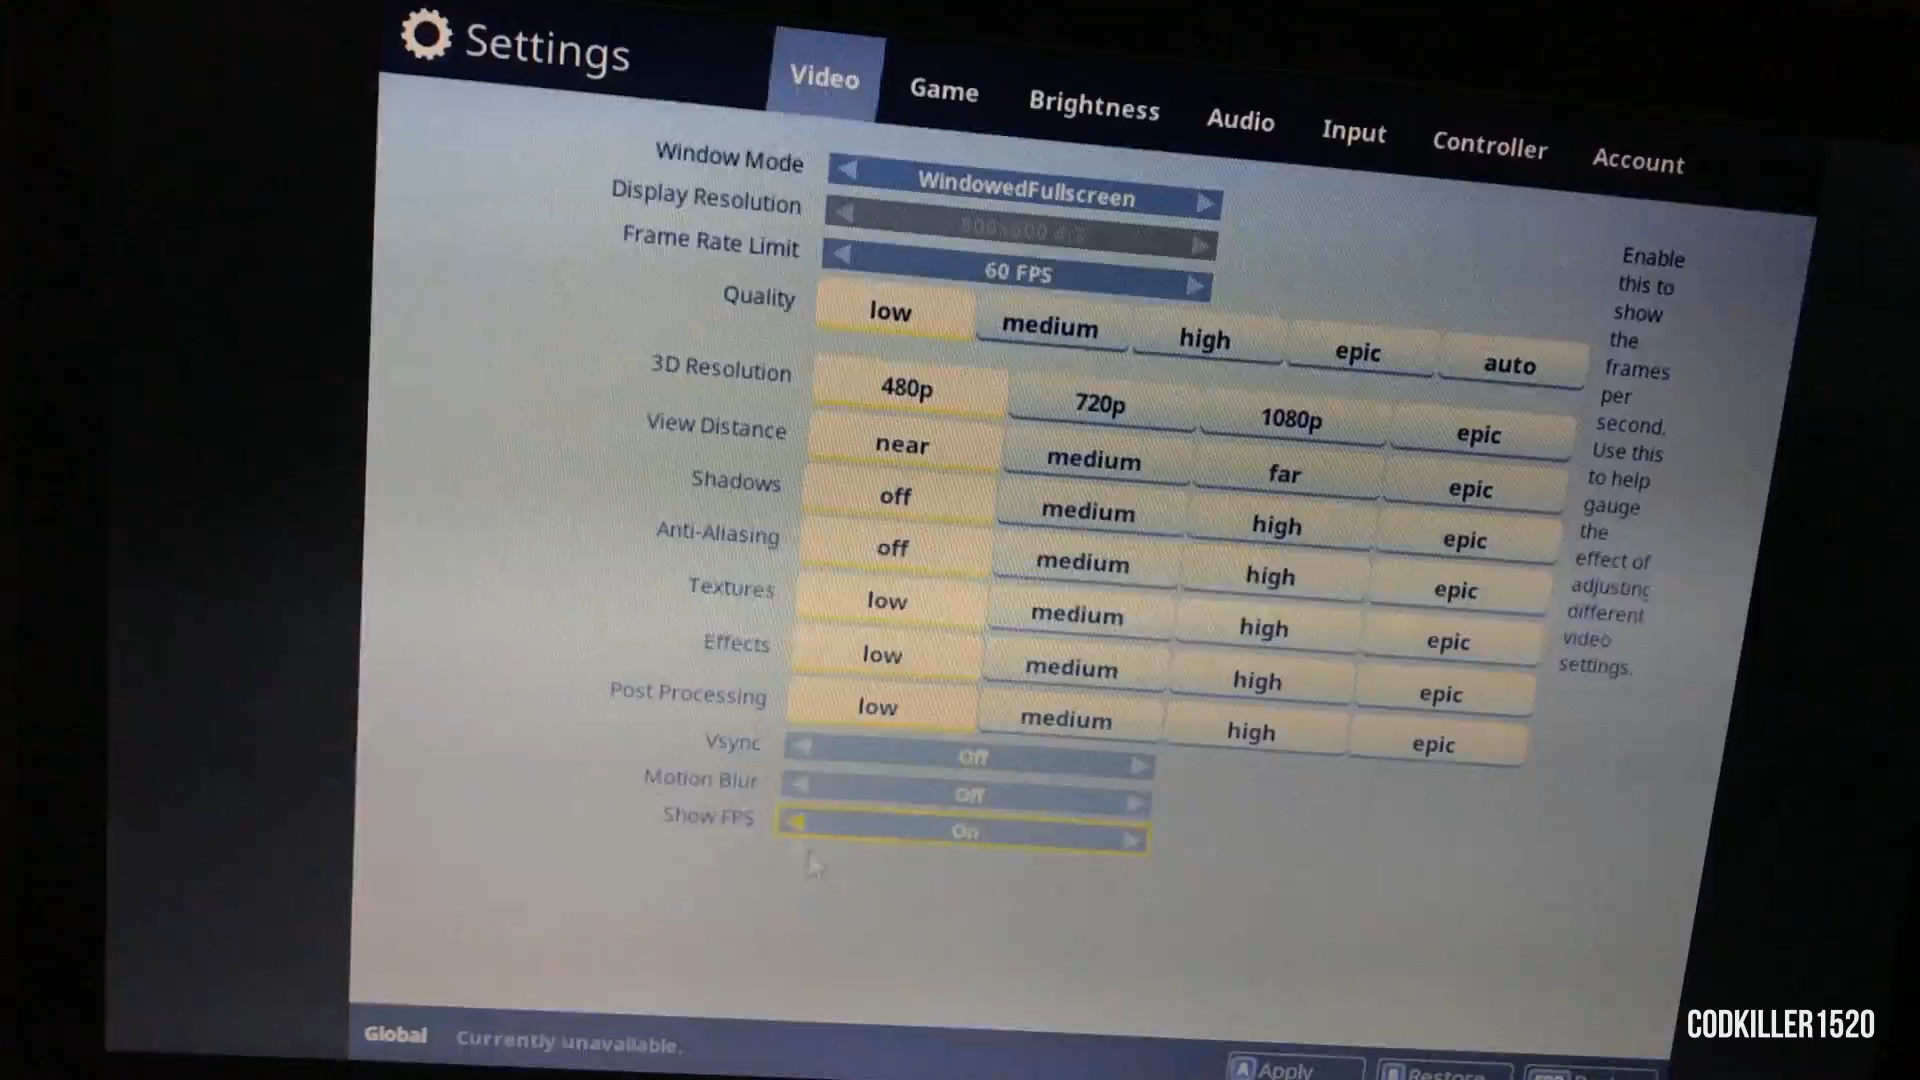 Settings
Video Game Brightness Audio Input Controller Account
Window Mode WindowedFullscreen
Display Resolution 800x600
Frame Rate Limit 60 FPS
Quality low medium high epic auto
3D Resolution 480p 720p 1080p epic
View Distance near medium far epic
Shadows off medium high epic
Anti-Aliasing off medium high epic
Textures low medium high epic
Effects low medium high epic
Post Processing low medium high epic
Vsync Off
Motion Blur Off
Show FPS On
Enable
this to
show
the
frames
per
second.
Use this
to help
gauge
the
effect of
adjusting
different
video
settings.
Global Currently unavailable.
A Apply Restore
CODKILLER1520